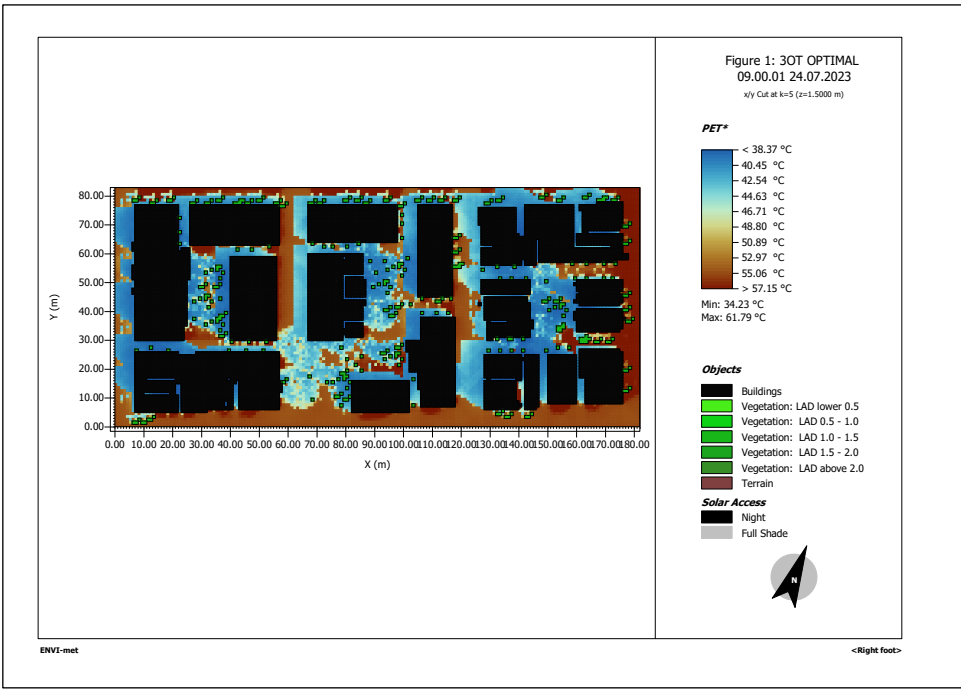 Figure 1: 3OT OPTIMAL
09.00.01 24.07.2023
x/y Cut at k=5 (z=1.5000 m)
PET*
< 38.37 °C
40.45 °C
42.54 °C
44.63 °C
46.71 °C
48.80 °C
50.89 °C
52.97 °C
55.06 °C
> 57.15 °C
Min: 34.23 °C
Max: 61.79 °C
80.00
70.00
60.00
50.00
40.00
30.00
20.00
10.00
0.00
Y (m)
0.00 10.00 20.00 30.00 40.00 50.00 60.00 70.00 80.00 90.00 100.00 110.00 120.00 130.00 140.00 150.00 160.00 170.00 180.00
X (m)
Objects
Buildings
Vegetation: LAD lower 0.5
Vegetation: LAD 0.5 - 1.0
Vegetation: LAD 1.0 - 1.5
Vegetation: LAD 1.5 - 2.0
Vegetation: LAD above 2.0
Terrain
Solar Access
Night
Full Shade
N
ENVI-met
<Right foot>